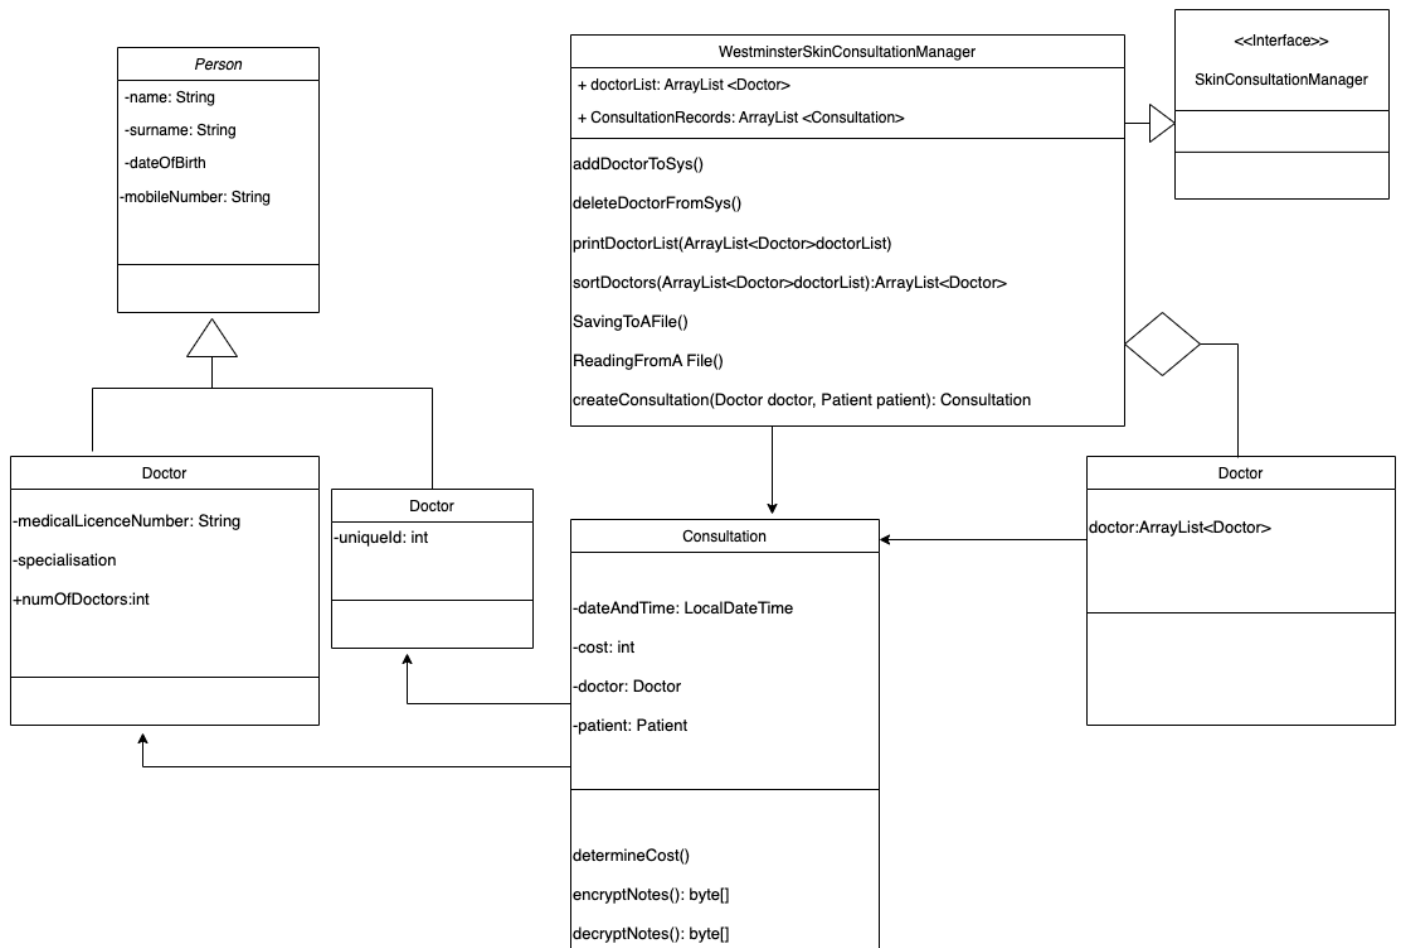 Person
-name: String
-surname: String
-dateOfBirth
-mobileNumber: String
WestminsterSkinConsultationManager
+ doctorList: ArrayList <Doctor>
+ ConsultationRecords: ArrayList <Consultation>
addDoctorToSys()
deleteDoctorFromSys()
printDoctorList(ArrayList<Doctor>doctorList)
sortDoctors(ArrayList<Doctor>doctorList):ArrayList<Doctor>
SavingToAFile()
ReadingFromA File()
createConsultation(Doctor doctor, Patient patient): Consultation
<<Interface>>
SkinConsultationManager
Doctor
-medicalLicenceNumber: String
-specialisation
+numOfDoctors:int
Doctor
-uniqueId: int
Consultation
-dateAndTime: LocalDateTime
-cost: int
-doctor: Doctor
-patient: Patient
determineCost()
encryptNotes(): byte[]
decryptNotes(): byte[]
Doctor
doctor:ArrayList<Doctor>